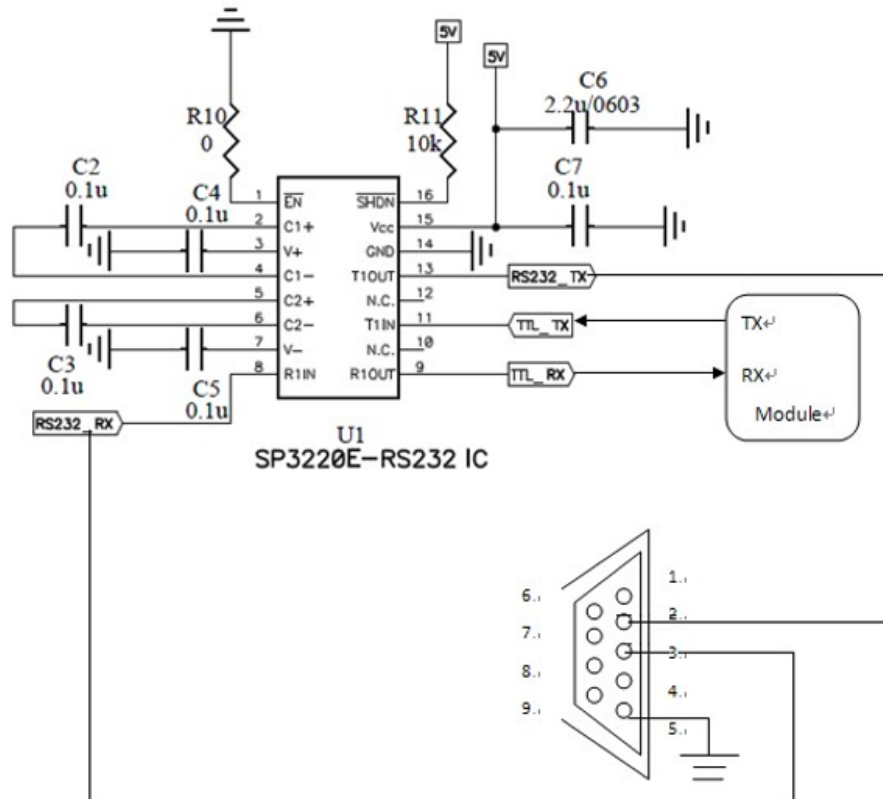 5V
5V
C6
2.2u/0603
R10
0
R11
10k
C7
0.1u
C2
0.1u
C4
0.1u
1 EN SHDN 16
2 C1+ Vcc 15
3 V+ GND 14
4 C1- T1OUT 13
5 C2+ N.C. 12
6 C2- T1IN 11
7 V- N.C. 10
8 R1IN R1OUT 9
RS232_TX
TTL_TX
TTL_RX
TX↵
RX↵
Module↵
C3
0.1u
C5
0.1u
RS232_RX
U1
SP3220E-RS232 IC
1.
6.
2.
7.
3.
8.
4.
9.
5.